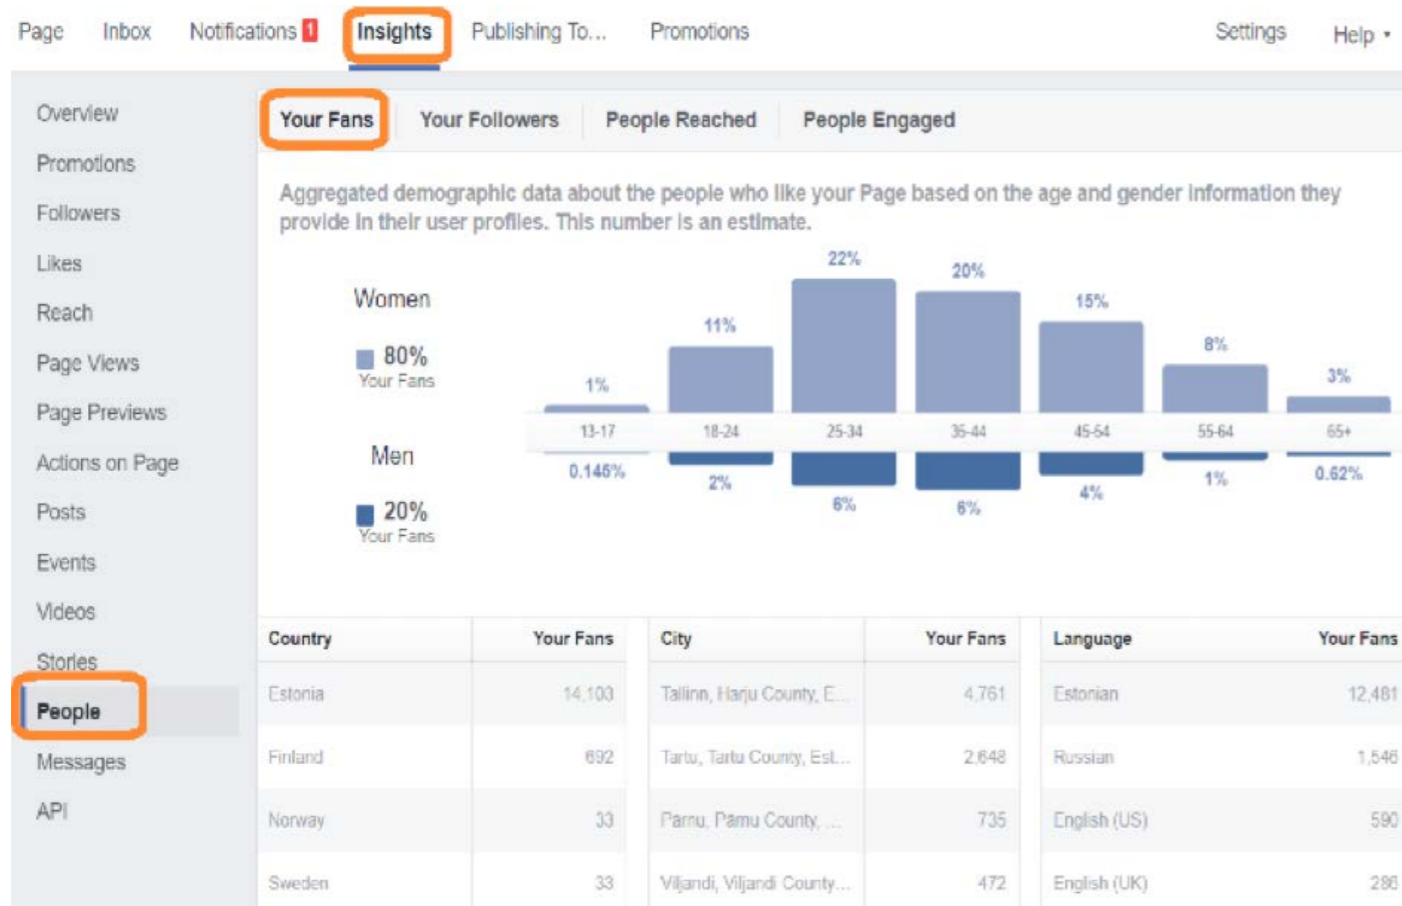 Page Inbox Notifications 1 Insights Publishing To... Promotions Settings Help
Overview
Promotions
Followers
Likes
Reach
Page Views
Page Previews
Actions on Page
Posts
Events
Videos
Stories
People
Messages
API
Your Fans Your Followers People Reached People Engaged
Aggregated demographic data about the people who like your Page based on the age and gender information they
provide in their user profiles. This number is an estimate.
Women
80%
Your Fans
Men
20%
Your Fans
1% 11% 22% 20% 15% 8% 3%
13-17 18-24 25-34 35-44 45-54 55-64 65+
0.146% 2% 6% 6% 4% 1% 0.62%
Country Your Fans
Estonia 14,103
Finland 692
Norway 33
Sweden 33
City Your Fans
Tallinn, Harju County, E...
4,761
Tartu, Tartu County, Est...
2,648
Parnu, Parnu County, ...
735
Viljandi, Viljandi County...
472
Language Your Fans
Estonian 12,481
Russian 1,546
English (US) 590
English (UK) 286